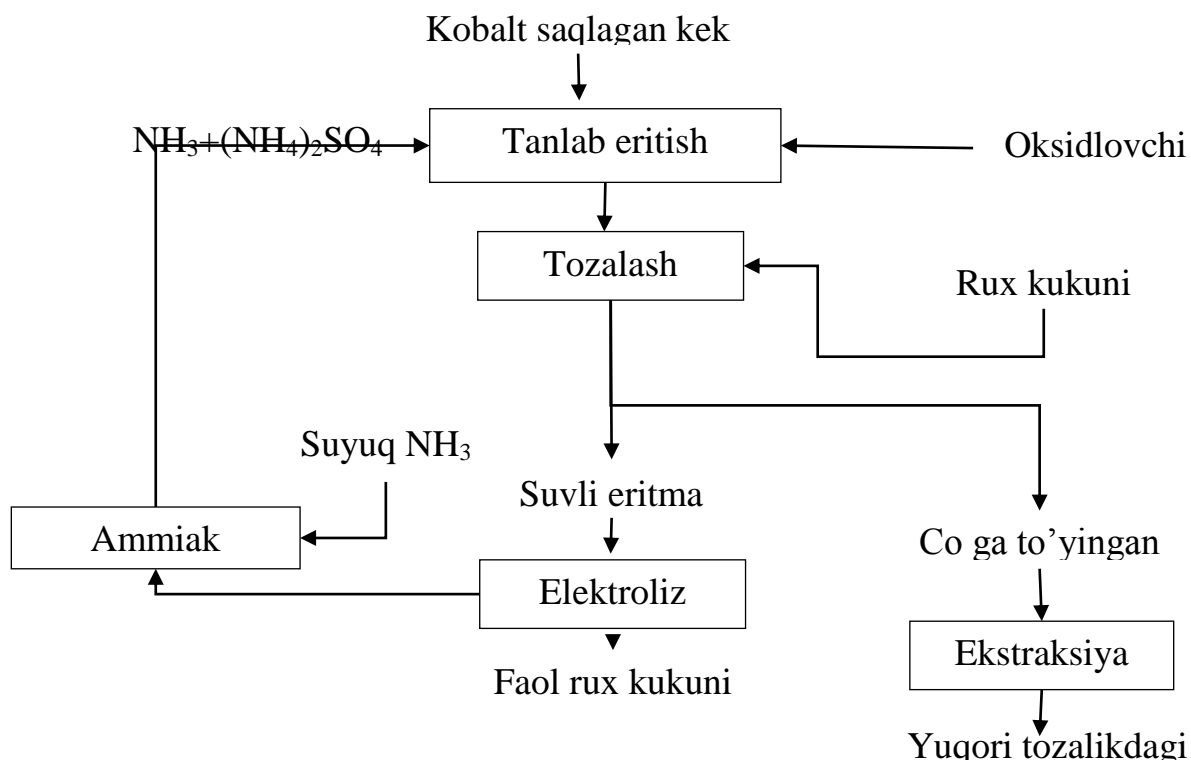 Kobalt saqlagan kek
NH₃+(NH₄)₂SO₄
Tanlab eritish
Oksidlovchi
Tozalash
Rux kukuni
Suyuq NH₃
Suvli eritma
Ammiak
Co ga to’yingan
Elektroliz
Ekstraksiya
Faol rux kukuni
Yuqori tozalikdagi